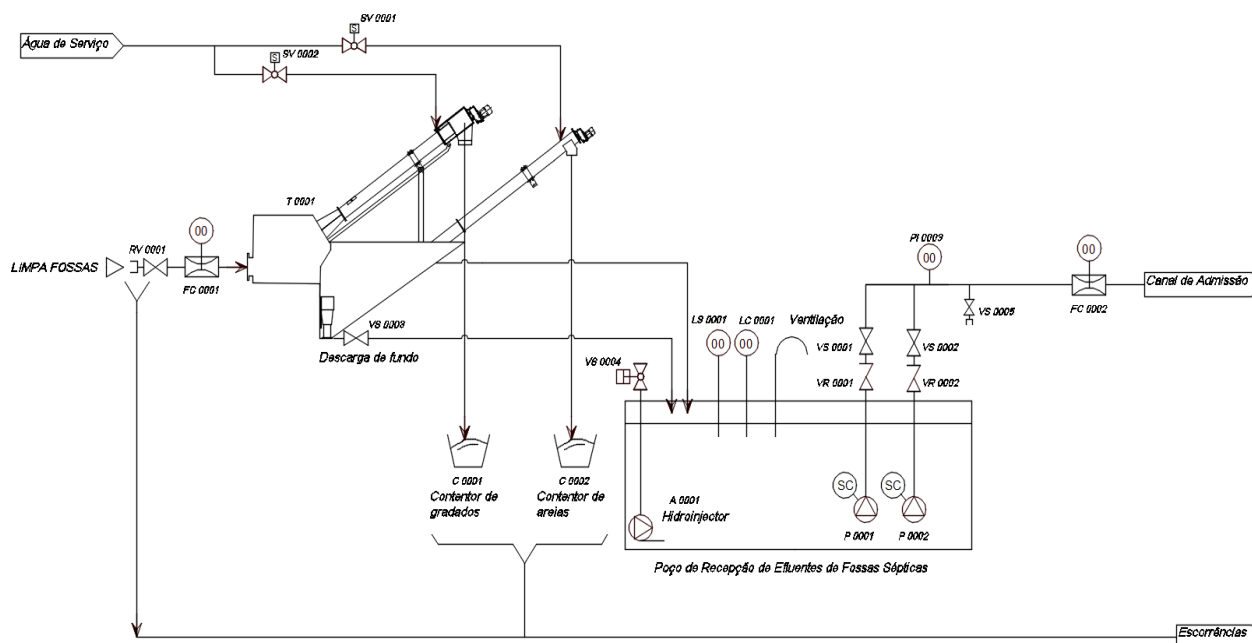 SV 0001
Água de Serviço
S
SV 0002
S
T 0001
00
RV 0001
LIMPA FOSSAS
FC 0001
VS 0003
Descarga de fundo
LS 0001
LC 0001
Ventilação
00
00
VS 0004
PI 0003
00
00
Canal de Admissão
FC 0002
VS 0005
VS 0001
VS 0002
VR 0001
VR 0002
C 0001
Contentor de
gradados
C 0002
Contentor de
areias
A 0001
Hidroinjector
SC
SC
P 0001
P 0002
Poço de Recepção de Efluentes de Fossas Sépticas
Escorrências